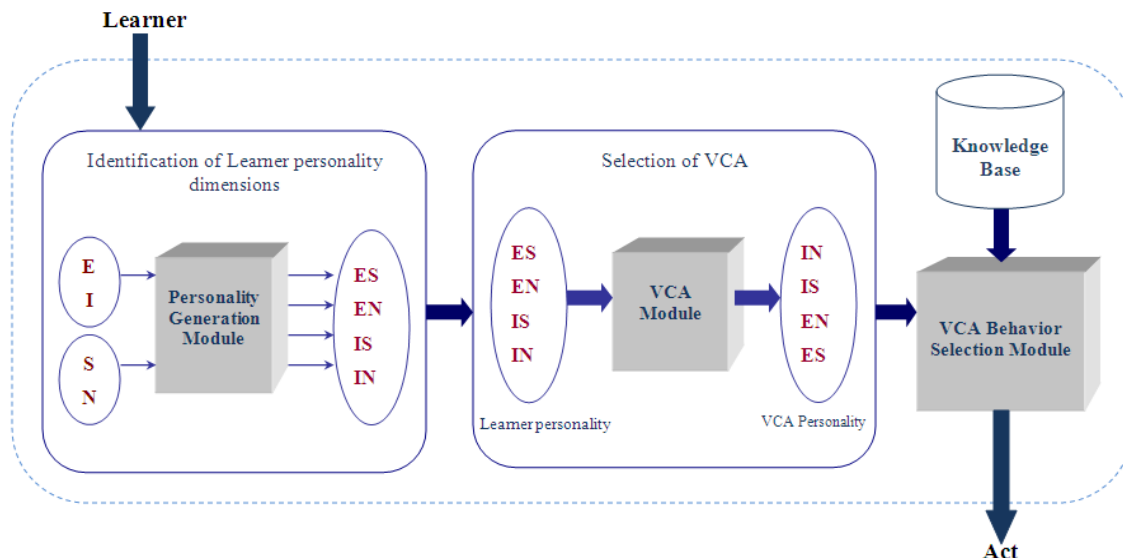 Learner
Identification of Learner personality
dimensions
E
I
S
N
Personality
Generation
Module
ES
EN
IS
IN
Selection of VCA
ES
EN
IS
IN
Learner personality
VCA
Module
IN
IS
EN
ES
VCA Personality
Knowledge
Base
VCA Behavior
Selection Module
Act